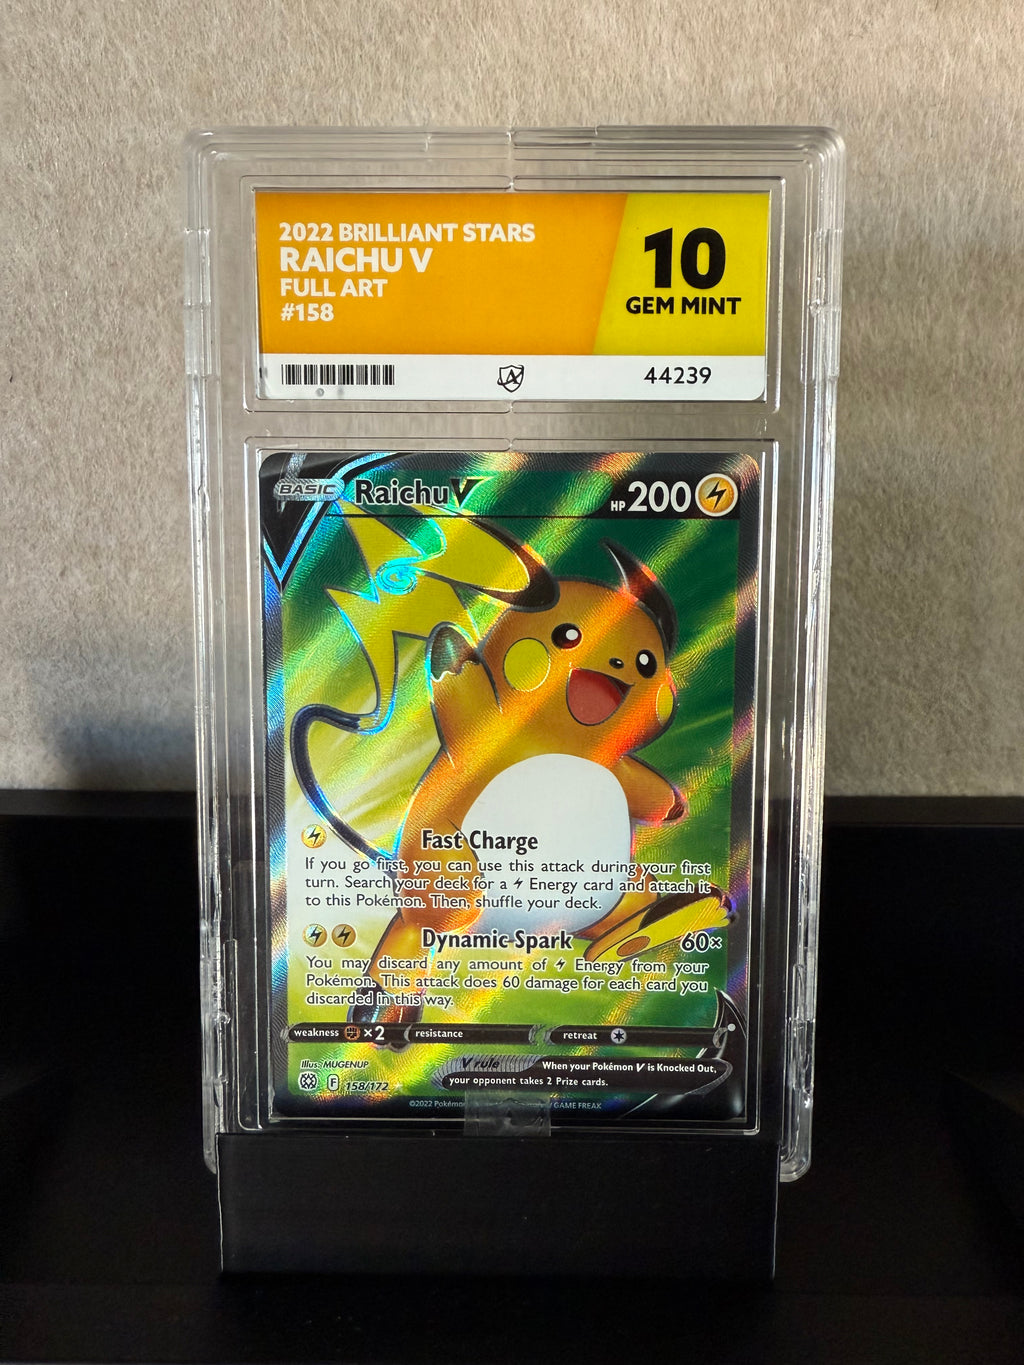 2022 BRILLIANT STARS
RAICHU V
FULL ART
#158
10
GEM MINT
44239
BASIC Raichu V HP 200
Fast Charge
If you go first, you can use this attack during your first
turn. Search your deck for a Energy card and attach it
to this Pokémon. Then, shuffle your deck.
Dynamic Spark 60×
You may discard any amount of Energy from your
Pokémon. This attack does 60 damage for each card you
discarded in this way.
weakness ×2 resistance retreat
Illus. MUGENUP
V rule When your Pokémon V is Knocked Out,
your opponent takes 2 Prize cards.
F 158/172
©2022 Pokémon GAME FREAK